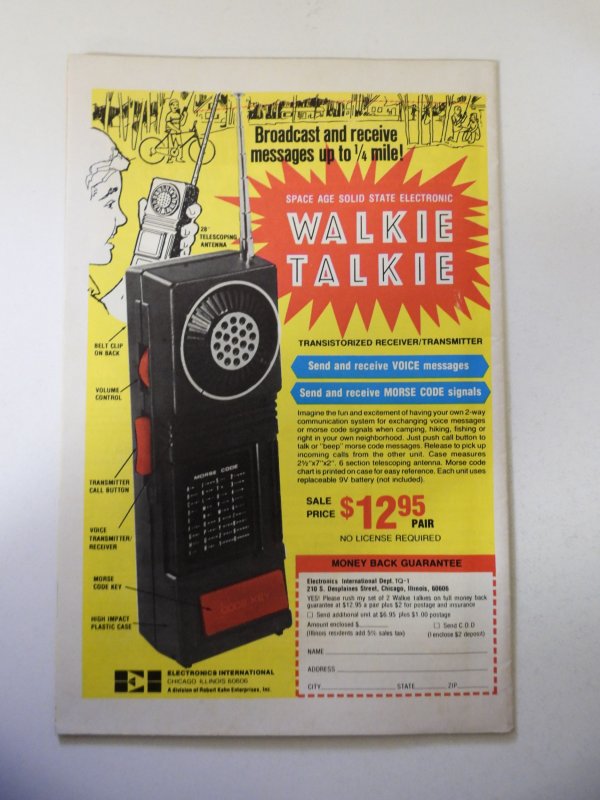 Broadcast and receive
messages up to 1/4 mile!
SPACE AGE SOLID STATE ELECTRONIC
WALKIE
TALKIE
28"
TELESCOPING
ANTENNA
BELT CLIP
ON BACK
VOLUME
CONTROL
TRANSMITTER
CALL BUTTON
VOICE
TRANSMITTER/
RECEIVER
MORSE
CODE KEY
HIGH IMPACT
PLASTIC CASE
MORSE CODE
CODE KEY
TRANSISTORIZED RECEIVER/TRANSMITTER
Send and receive VOICE messages
Send and receive MORSE CODE signals
Imagine the fun and excitement of having your own 2-way
communication system for exchanging voice messages
or morse code signals when camping, hiking, fishing or
right in your own neighborhood. Just push call button to
talk or "beep" morse code messages. Release to pick up
incoming calls from the other unit. Case measures
2½"x7"x2". 6 section telescoping antenna. Morse code
chart is printed on case for easy reference. Each unit uses
replaceable 9V battery (not included).
SALE
PRICE $12.95
PAIR
NO LICENSE REQUIRED
MONEY BACK GUARANTEE
Electronics International Dept. TQ-1
210 S. Desplaines Street, Chicago, Illinois, 60606
YES! Please rush my set of 2 Walkie Talkies on full money back
guarantee at $12.95 a pair plus $2 for postage and insurance
Send additional unit at $6.95 plus $1.00 postage
Amount enclosed $ Send C.O.D
(Illinois residents add 5% sales tax) (I enclose $2 deposit)
NAME
ADDRESS
CITY STATE ZIP
EI
ELECTRONICS INTERNATIONAL
CHICAGO ILLINOIS 60606
A division of Robert Kahn Enterprises, Inc.